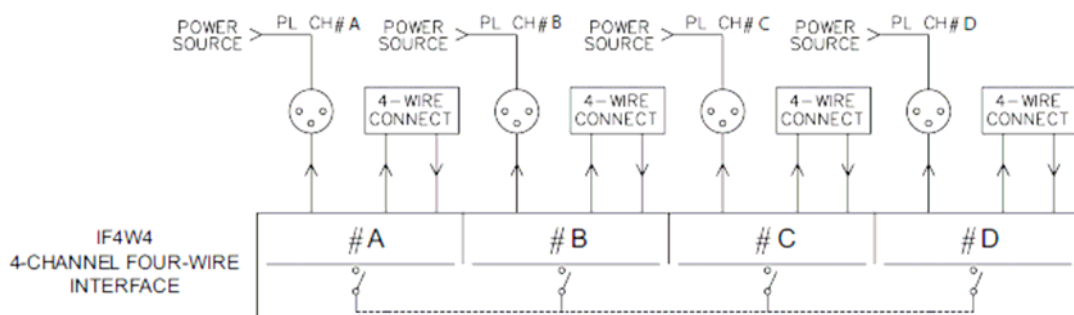 PL CH# A
POWER
SOURCE
PL CH# B
POWER
SOURCE
PL CH# C
POWER
SOURCE
PL CH# D
POWER
SOURCE
4-WIRE
CONNECT
4-WIRE
CONNECT
4-WIRE
CONNECT
4-WIRE
CONNECT
IF4W4
4-CHANNEL FOUR-WIRE
INTERFACE
#A
#B
#C
#D